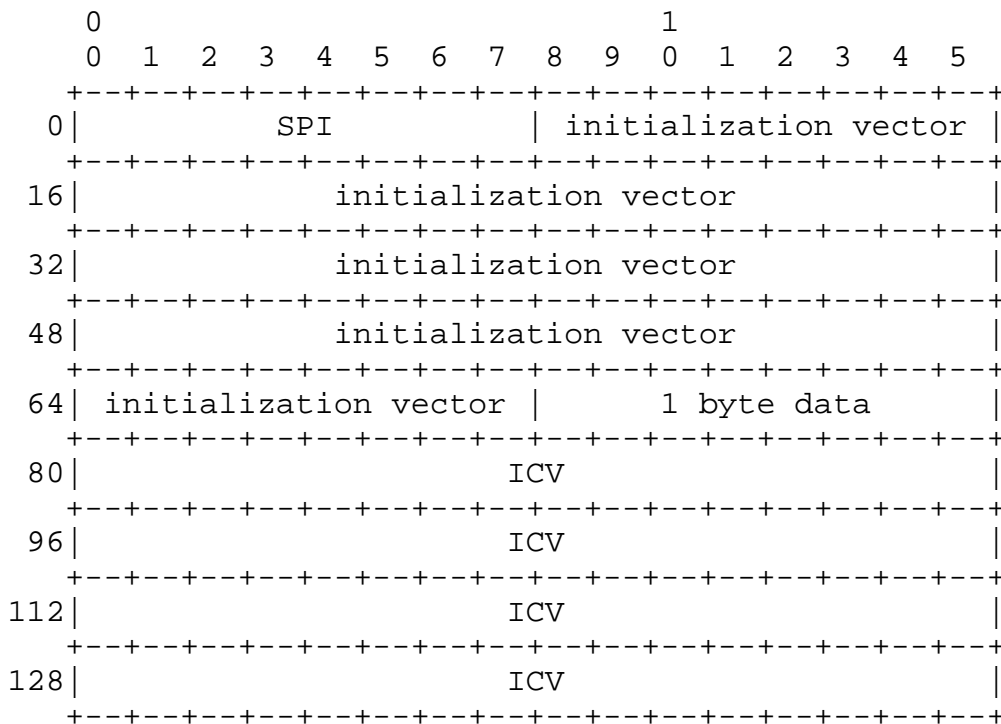 0                   1
0 1 2 3 4 5 6 7 8 9 0 1 2 3 4 5
+--+--+--+--+--+--+--+--+--+--+--+--+--+--+--+--+
0| SPI | initialization vector |
+--+--+--+--+--+--+--+--+--+--+--+--+--+--+--+--+
16| initialization vector |
+--+--+--+--+--+--+--+--+--+--+--+--+--+--+--+--+
32| initialization vector |
+--+--+--+--+--+--+--+--+--+--+--+--+--+--+--+--+
48| initialization vector |
+--+--+--+--+--+--+--+--+--+--+--+--+--+--+--+--+
64| initialization vector | 1 byte data |
+--+--+--+--+--+--+--+--+--+--+--+--+--+--+--+--+
80| ICV |
+--+--+--+--+--+--+--+--+--+--+--+--+--+--+--+--+
96| ICV |
+--+--+--+--+--+--+--+--+--+--+--+--+--+--+--+--+
112| ICV |
+--+--+--+--+--+--+--+--+--+--+--+--+--+--+--+--+
128| ICV |
+--+--+--+--+--+--+--+--+--+--+--+--+--+--+--+--+